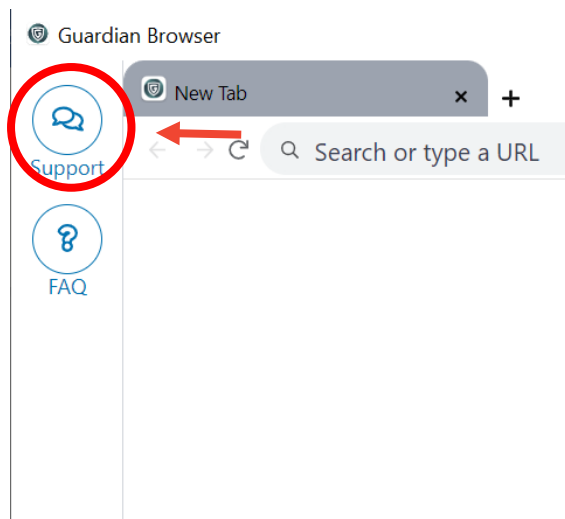 Guardian Browser
New Tab
Search or type a URL
Support
FAQ